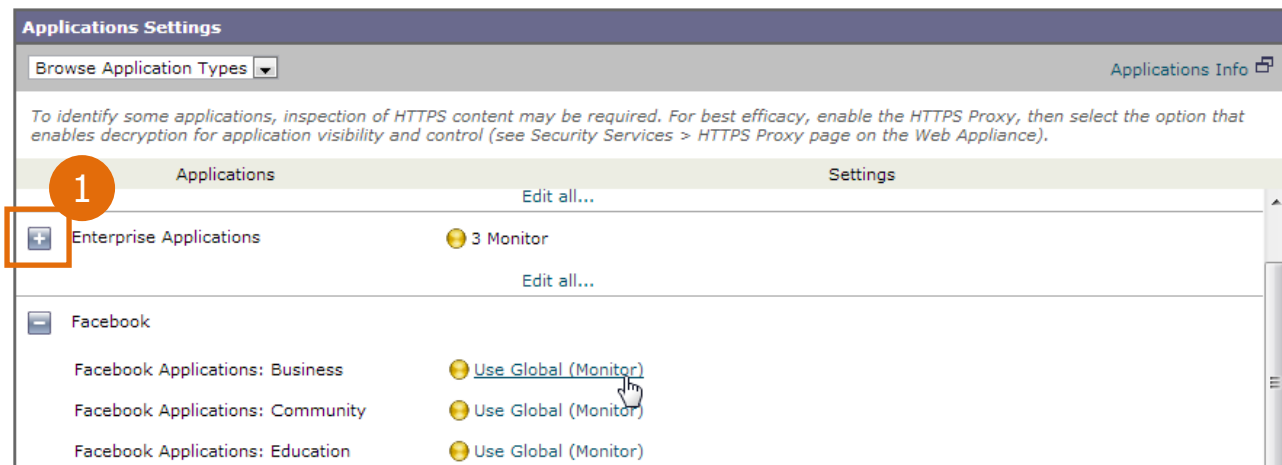 Applications Settings
Browse Application Types
Applications Info
To identify some applications, inspection of HTTPS content may be required. For best efficacy, enable the HTTPS Proxy, then select the option that
enables decryption for application visibility and control (see Security Services > HTTPS Proxy page on the Web Appliance).
Applications Settings
1
Edit all...
Enterprise Applications 3 Monitor
Edit all...
Facebook
Facebook Applications: Business Use Global (Monitor)
Facebook Applications: Community Use Global (Monitor)
Facebook Applications: Education Use Global (Monitor)